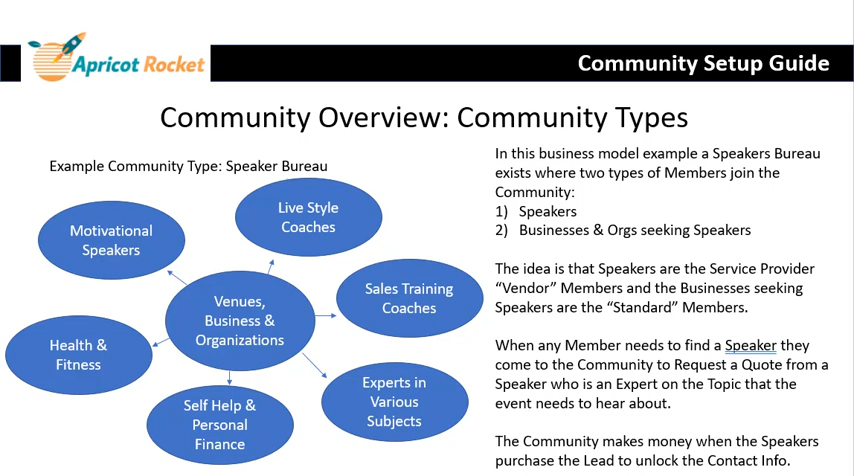 Apricot Rocket
Community Setup Guide
Community Overview: Community Types
Example Community Type: Speaker Bureau
Live Style
Coaches
Motivational
Speakers
Sales Training
Coaches
Venues,
Business &
Organizations
Health &
Fitness
Experts in
Various
Subjects
Self Help &
Personal
Finance
In this business model example a Speakers Bureau
exists where two types of Members join the
Community:
1) Speakers
2) Businesses & Orgs seeking Speakers
The idea is that Speakers are the Service Provider
“Vendor” Members and the Businesses seeking
Speakers are the “Standard” Members.
When any Member needs to find a Speaker they
come to the Community to Request a Quote from a
Speaker who is an Expert on the Topic that the
event needs to hear about.
The Community makes money when the Speakers
purchase the Lead to unlock the Contact Info.